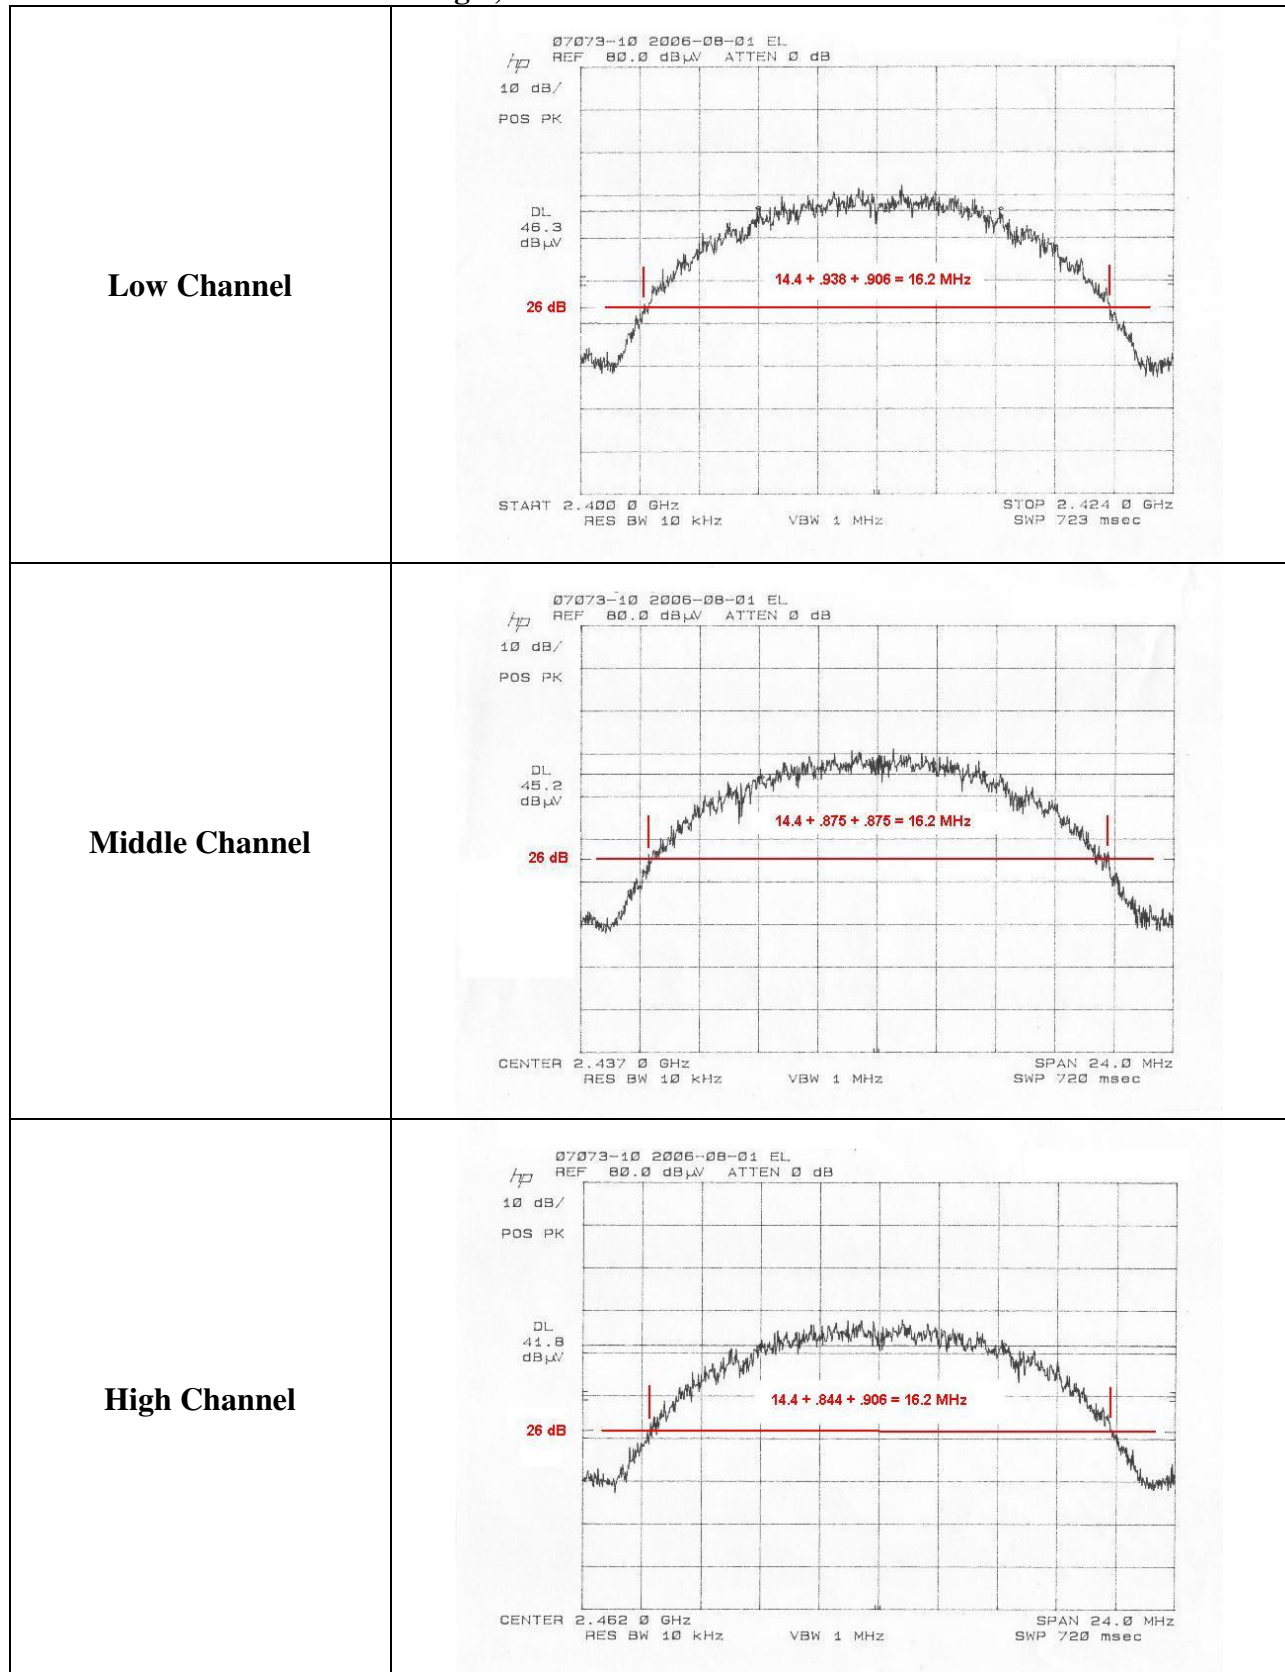 07073-10 2006-08-01 EL
hp REF 80.0 dBµV ATTEN 0 dB
10 dB/
POS PK
DL
46.3
dBµV
Low Channel
14.4 + .938 + .906 = 16.2 MHz
26 dB
START 2.400 0 GHz STOP 2.424 0 GHz
RES BW 10 kHz VBW 1 MHz SWP 723 msec
07073-10 2006-08-01 EL
hp REF 80.0 dBµV ATTEN 0 dB
10 dB/
POS PK
DL
45.2
dBµV
Middle Channel
14.4 + .875 + .875 = 16.2 MHz
26 dB
CENTER 2.437 0 GHz SPAN 24.0 MHz
RES BW 10 kHz VBW 1 MHz SWP 720 msec
07073-10 2006-08-01 EL
hp REF 80.0 dBµV ATTEN 0 dB
10 dB/
POS PK
DL
41.8
dBµV
High Channel
14.4 + .844 + .906 = 16.2 MHz
26 dB
CENTER 2.462 0 GHz SPAN 24.0 MHz
RES BW 10 kHz VBW 1 MHz SWP 720 msec